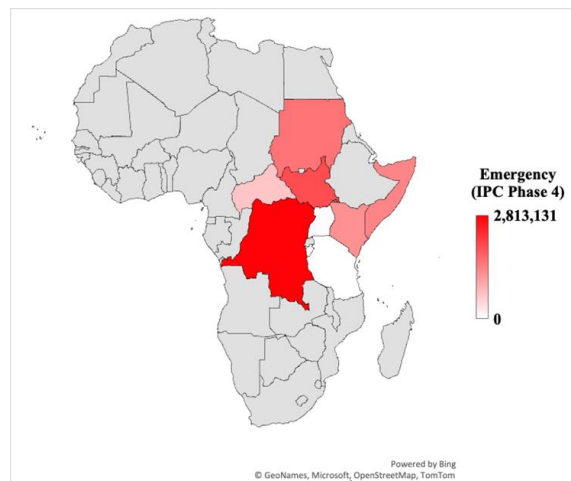 Emergency
(IPC Phase 4)
2,813,131
0
Powered by Bing
© GeoNames, Microsoft, OpenStreetMap, TomTom